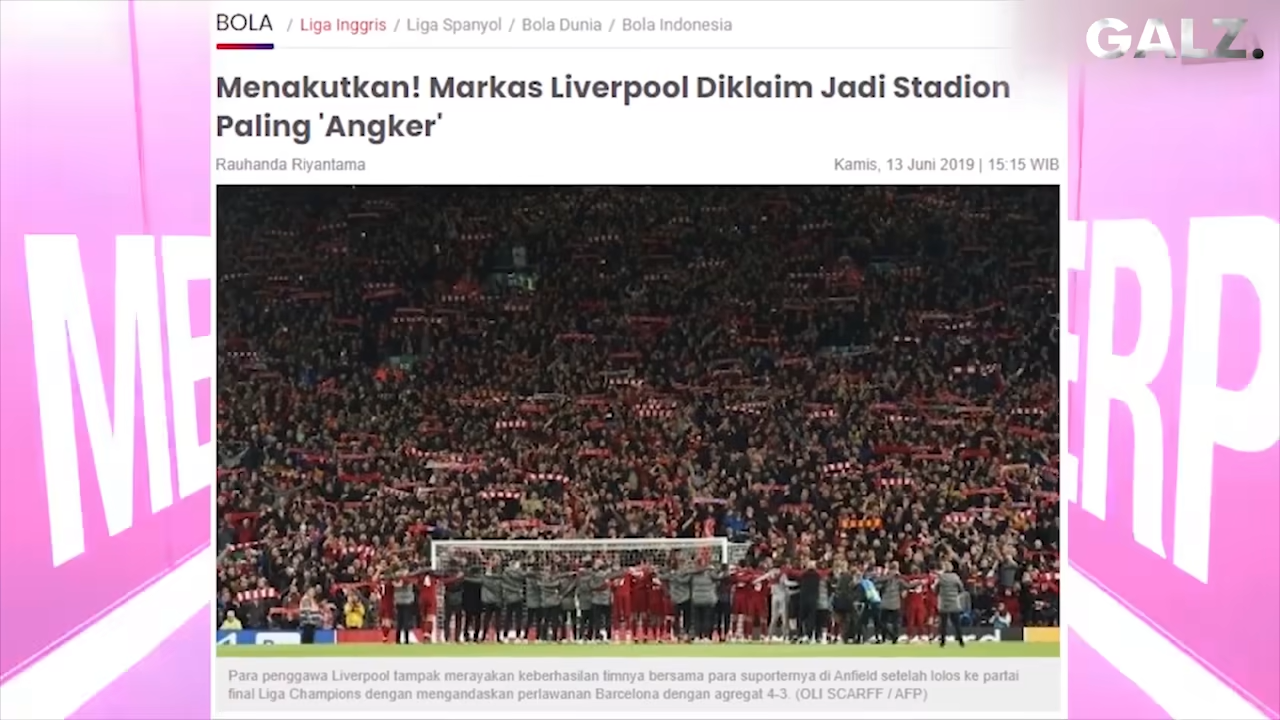 BOLA / Liga Inggris / Liga Spanyol / Bola Dunia / Bola Indonesia
GALZ.
Menakutkan! Markas Liverpool Diklaim Jadi Stadion
Paling 'Angker'
Rauhanda Riyantama
Kamis, 13 Juni 2019 | 15:15 WIB
Para penggawa Liverpool tampak merayakan keberhasilan timnya bersama para suporternya di Anfield setelah lolos ke partai
final Liga Champions dengan mengandaskan perlawanan Barcelona dengan agregat 4-3. (OLI SCARFF / AFP)